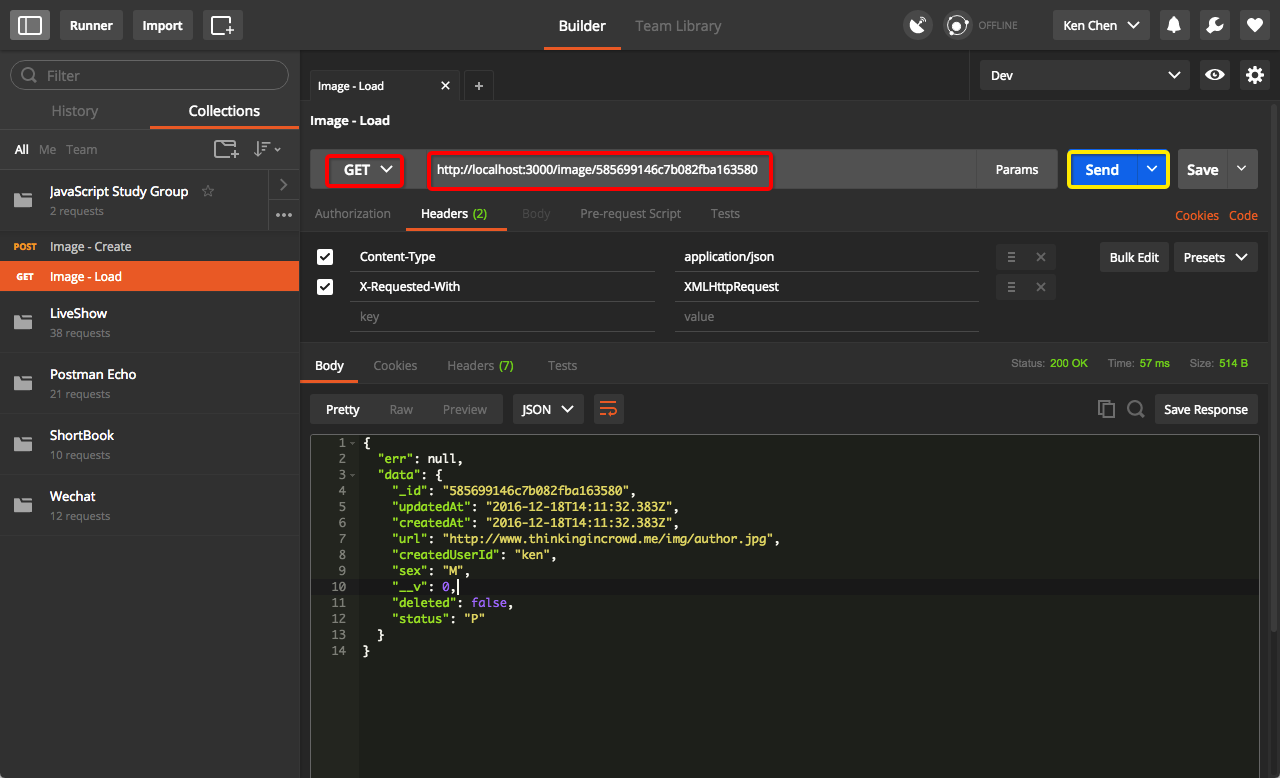 Runner Import Builder Team Library OFFLINE Ken Chen
Filter
History Collections
All Me Team
JavaScript Study Group
2 requests
POST Image - Create
GET Image - Load
LiveShow
38 requests
Postman Echo
21 requests
ShortBook
10 requests
Wechat
12 requests
Image - Load
Dev
Image - Load
GET http://localhost:3000/image/585699146c7b082fba163580 Params Send Save
Authorization Headers (2) Body Pre-request Script Tests Cookies Code
Content-Type application/json Bulk Edit Presets
X-Requested-With XMLHttpRequest
key value
Body Cookies Headers (7) Tests Status: 200 OK Time: 57 ms Size: 514 B
Pretty Raw Preview JSON Save Response
1 {
2 "err": null,
3 "data": {
4 "_id": "585699146c7b082fba163580",
5 "updatedAt": "2016-12-18T14:11:32.383Z",
6 "createdAt": "2016-12-18T14:11:32.383Z",
7 "url": "http://www.thinkingincrowd.me/img/author.jpg",
8 "createdUserId": "ken",
9 "sex": "M",
10 "__v": 0,
11 "deleted": false,
12 "status": "P"
13 }
14 }